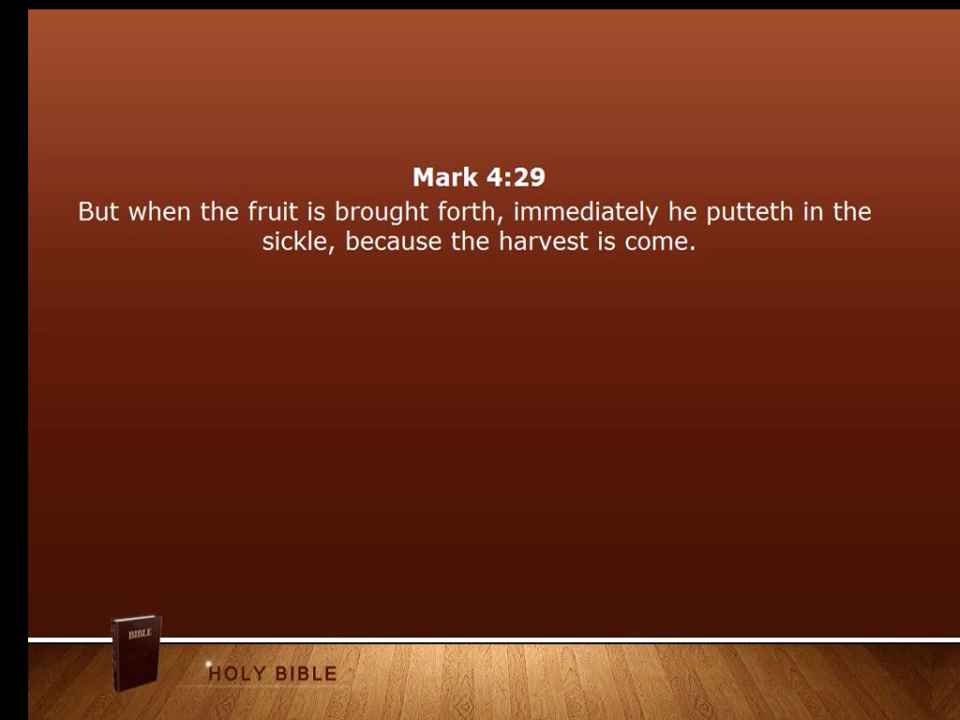 Mark 4:29
But when the fruit is brought forth, immediately he putteth in the
sickle, because the harvest is come.
BIBLE
HOLY BIBLE